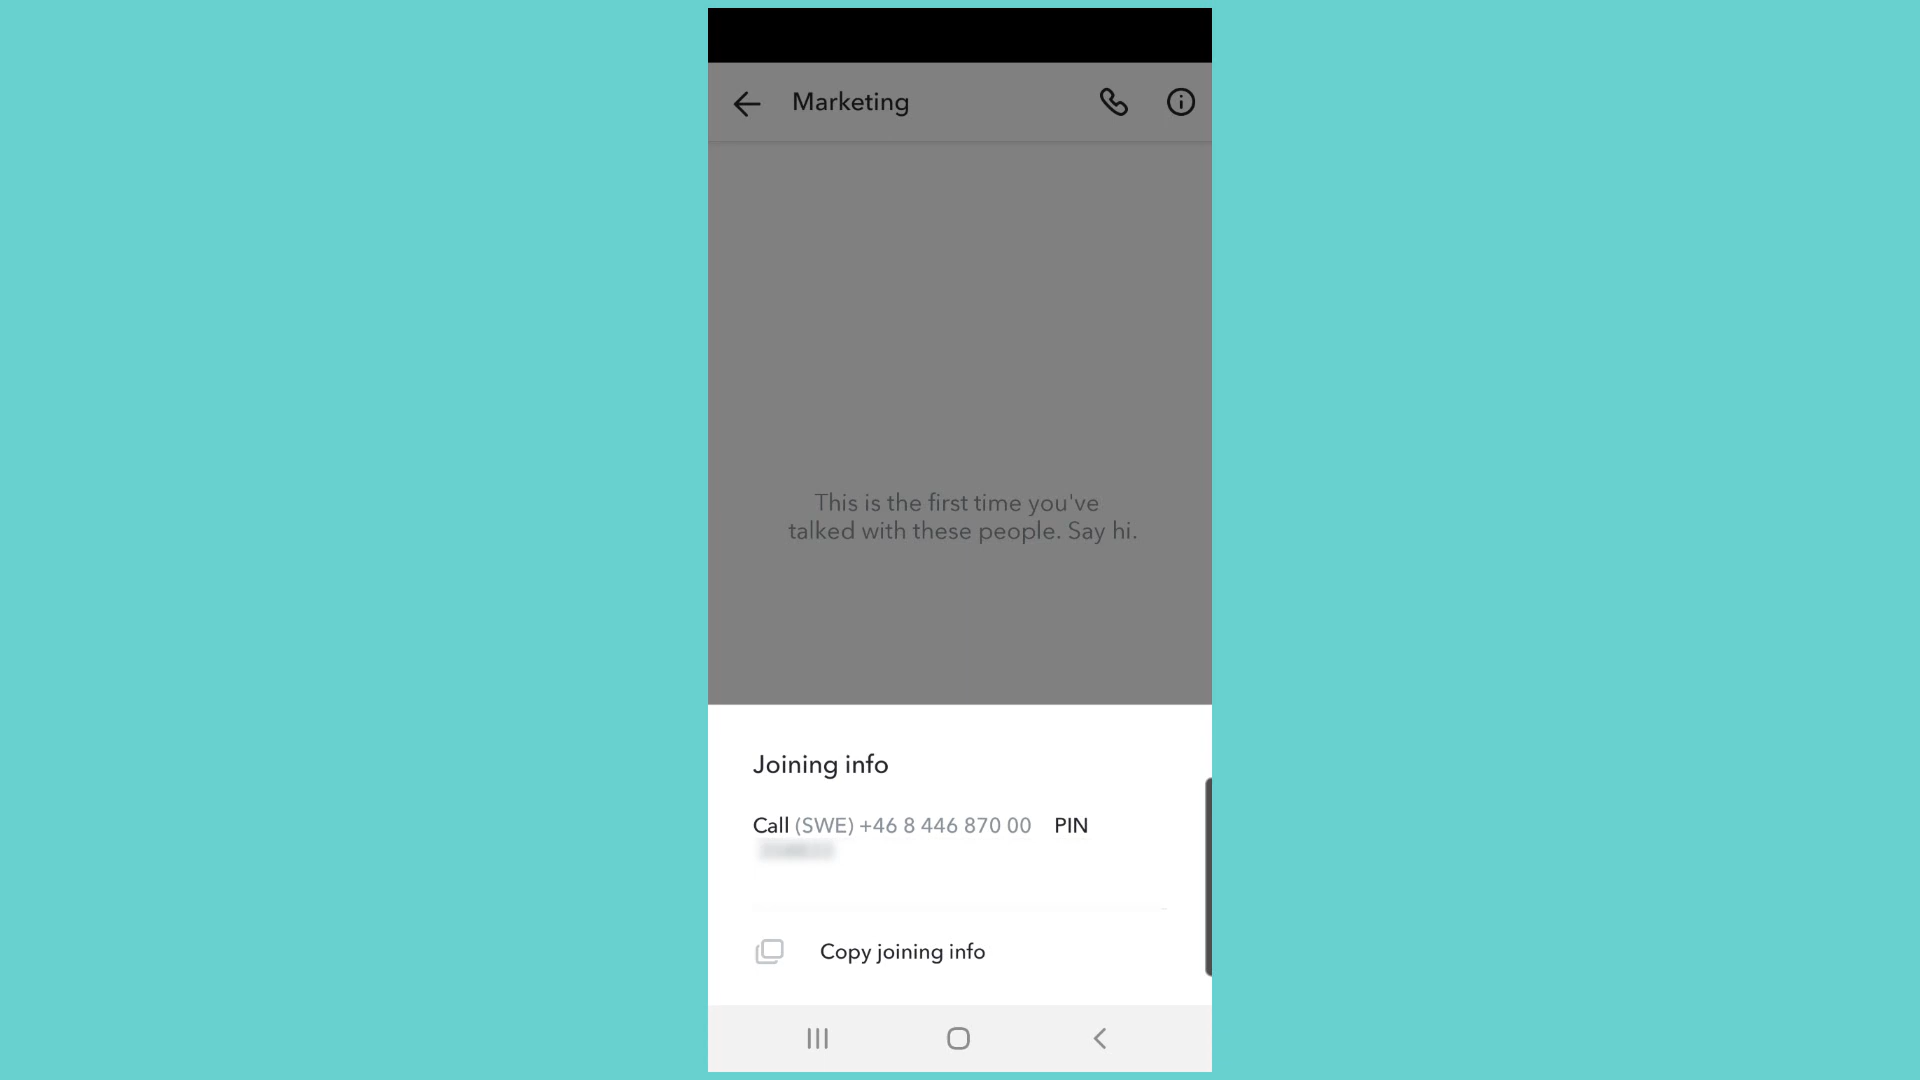 Marketing
This is the first time you've
talked with these people. Say hi.
Joining info
Call (SWE) +46 8 446 870 00 PIN
Copy joining info